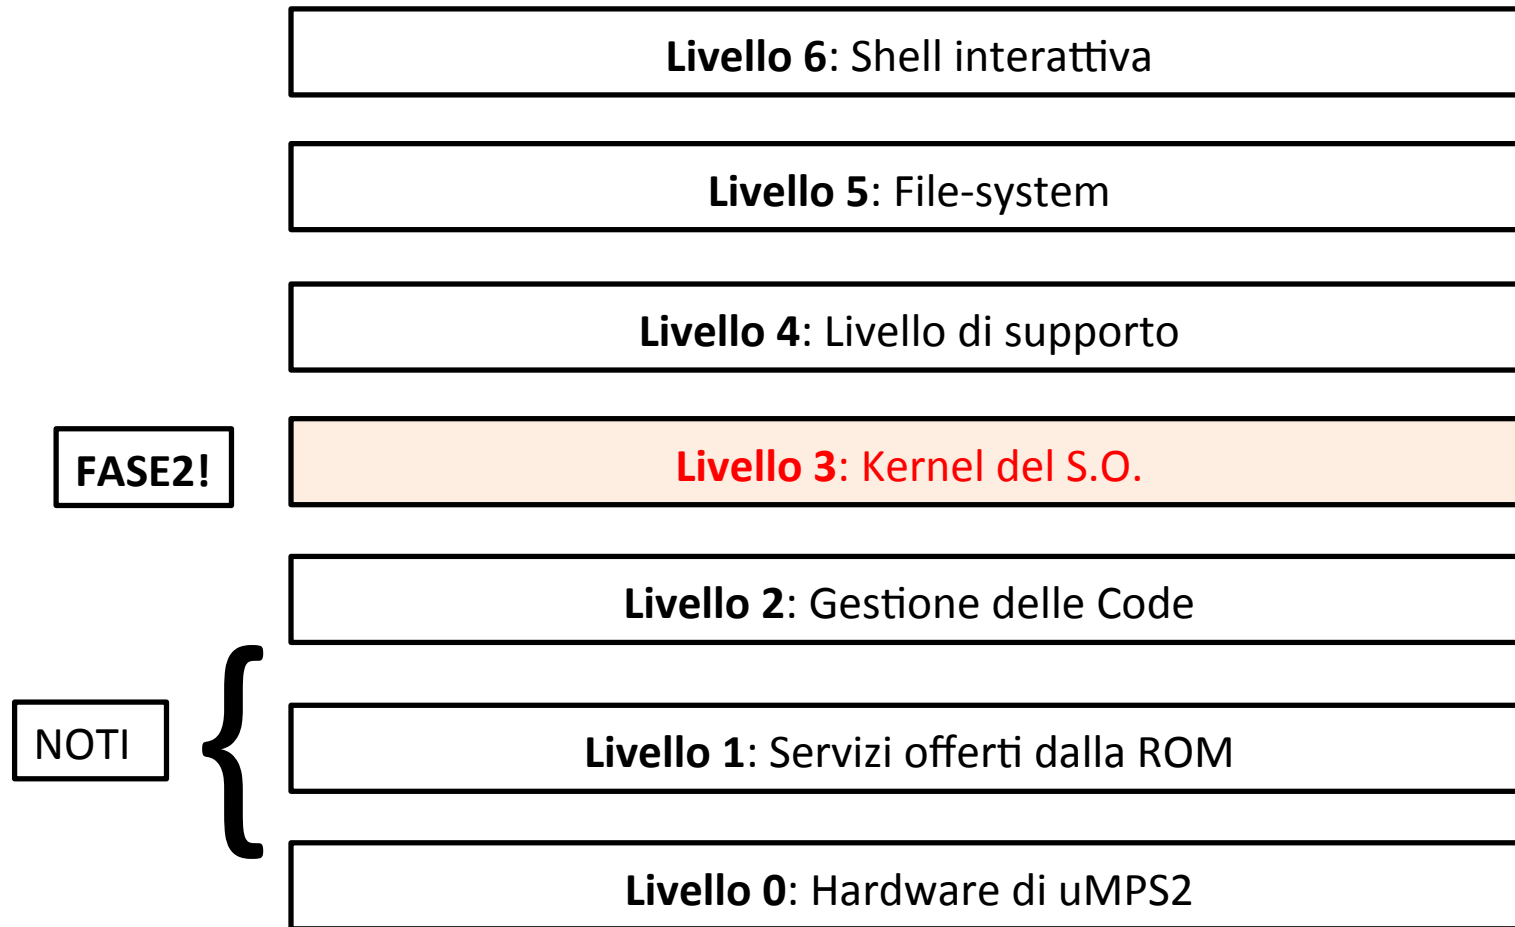 Livello 6: Shell interattiva
Livello 5: File-system
Livello 4: Livello di supporto
FASE2!
Livello 3: Kernel del S.O.
Livello 2: Gestione delle Code
NOTI {
Livello 1: Servizi offerti dalla ROM
Livello 0: Hardware di uMPS2